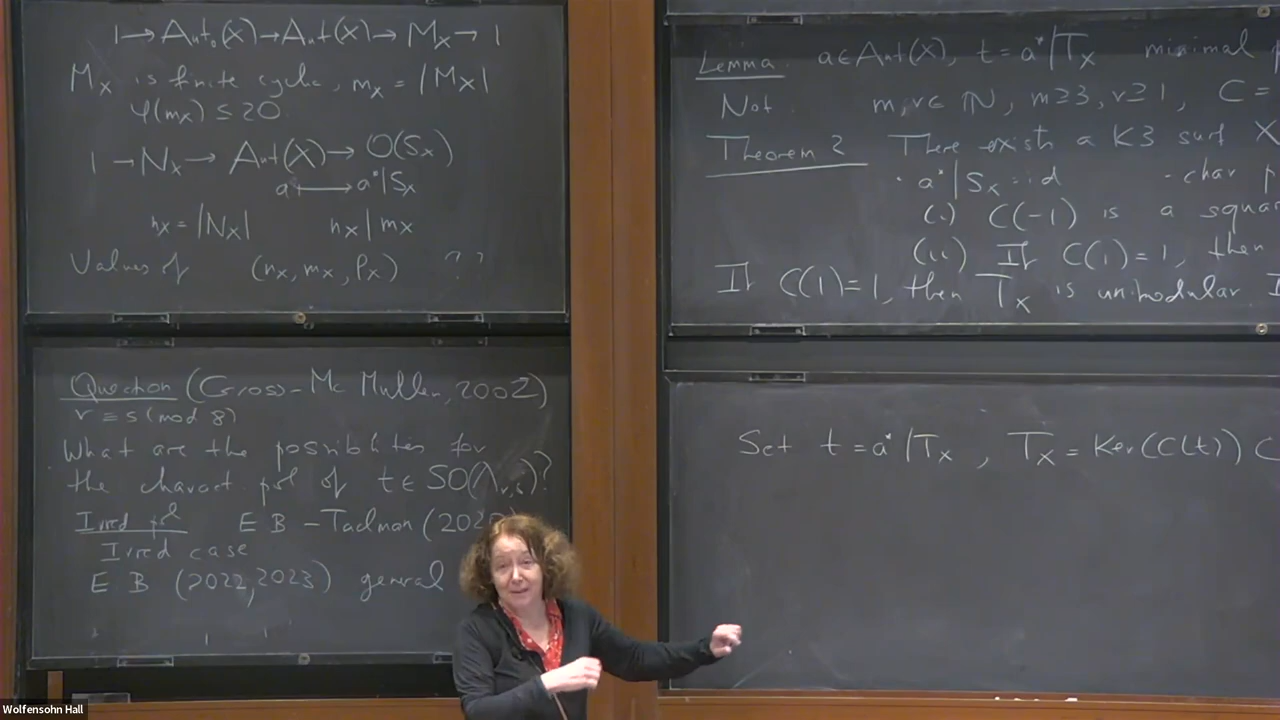 1 → Aut₀(X) → Aut(X) → M_X → 1
M_X is finite cyclic, m_X = |M_X|
φ(m_X) ≤ 20
1 → N_X → Aut(X) → O(S_X)
a ⟼ a*|S_X
n_X = |N_X| n_X | m_X
Values of (n_X, m_X, ρ_X) ??
Question (Gross-McMullen, 2002)
r ≡ s (mod 8)
What are the possibilities for
the charact. pol of t ∈ SO(Λ_{r,s})?
Irred pol EB - Taelman (202
Irred case
EB (2022, 2023) general
Lemma a ∈ Aut(X), t = a*|T_X minimal p
Not m, r ∈ ℕ, m ≥ 3, r ≥ 1, C =
Theorem 2 There exist a K3 surf X
· a*|S_X = id - char p
(i) C(-1) is a squar
(ii) If C(1) = 1, then
If C(1) = 1, then T_X is unimodular
Set t = a*|T_X , T_X = Ker(C(t)) ⊂
Wolfensohn Hall